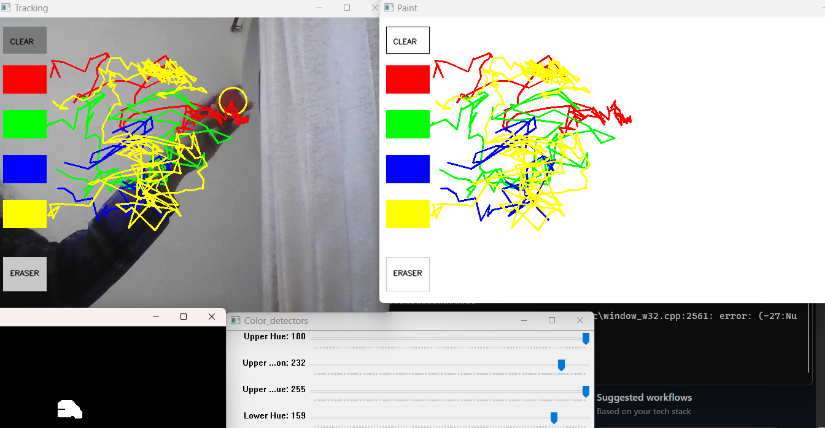 Tracking
Paint
CLEAR
CLEAR
ERASER
ERASER
Color_detectors
Upper Hue: 180
Upper ...on: 232
Upper ...ue: 255
Lower Hue: 159
c\window_w32.cpp:2561: error: (-27:Nu
Suggested workflows
Based on your tech stack